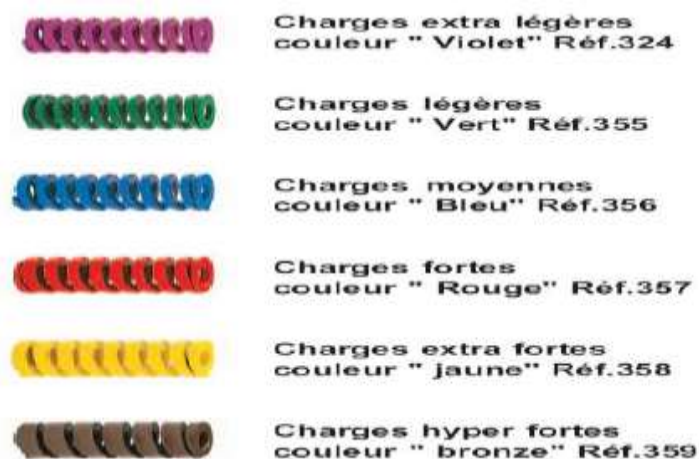 Charges extra légères
couleur " Violet" Réf.324
Charges légères
couleur " Vert" Réf.355
Charges moyennes
couleur " Bleu" Réf.356
Charges fortes
couleur " Rouge" Réf.357
Charges extra fortes
couleur " jaune" Réf.358
Charges hyper fortes
couleur " bronze" Réf.359